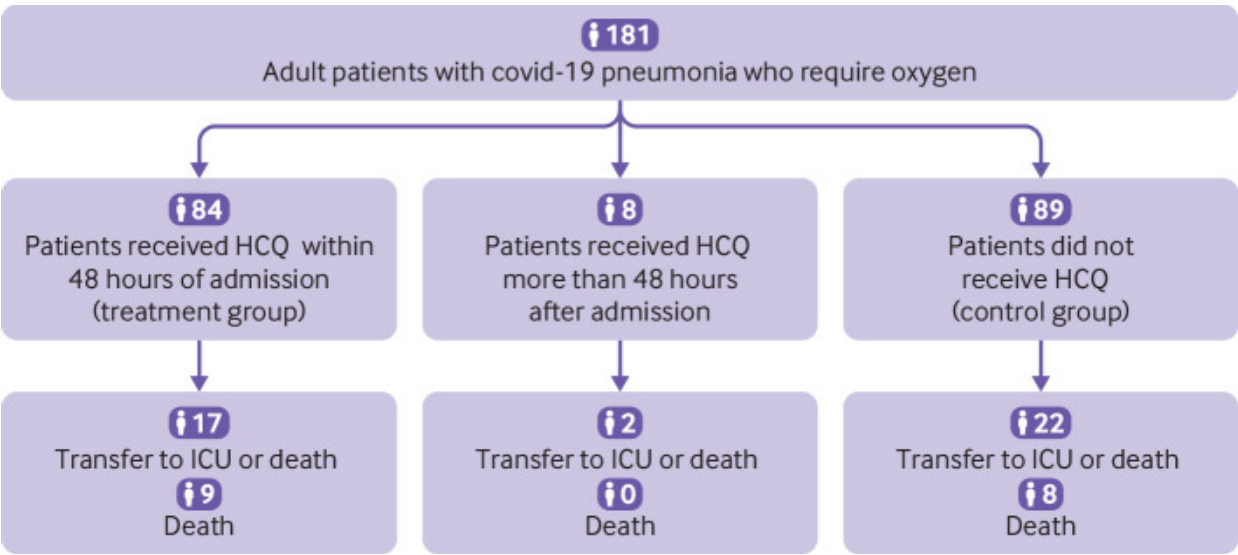 181
Adult patients with covid-19 pneumonia who require oxygen
84
Patients received HCQ within
48 hours of admission
(treatment group)
8
Patients received HCQ
more than 48 hours
after admission
89
Patients did not
receive HCQ
(control group)
17
Transfer to ICU or death
9
Death
2
Transfer to ICU or death
0
Death
22
Transfer to ICU or death
8
Death